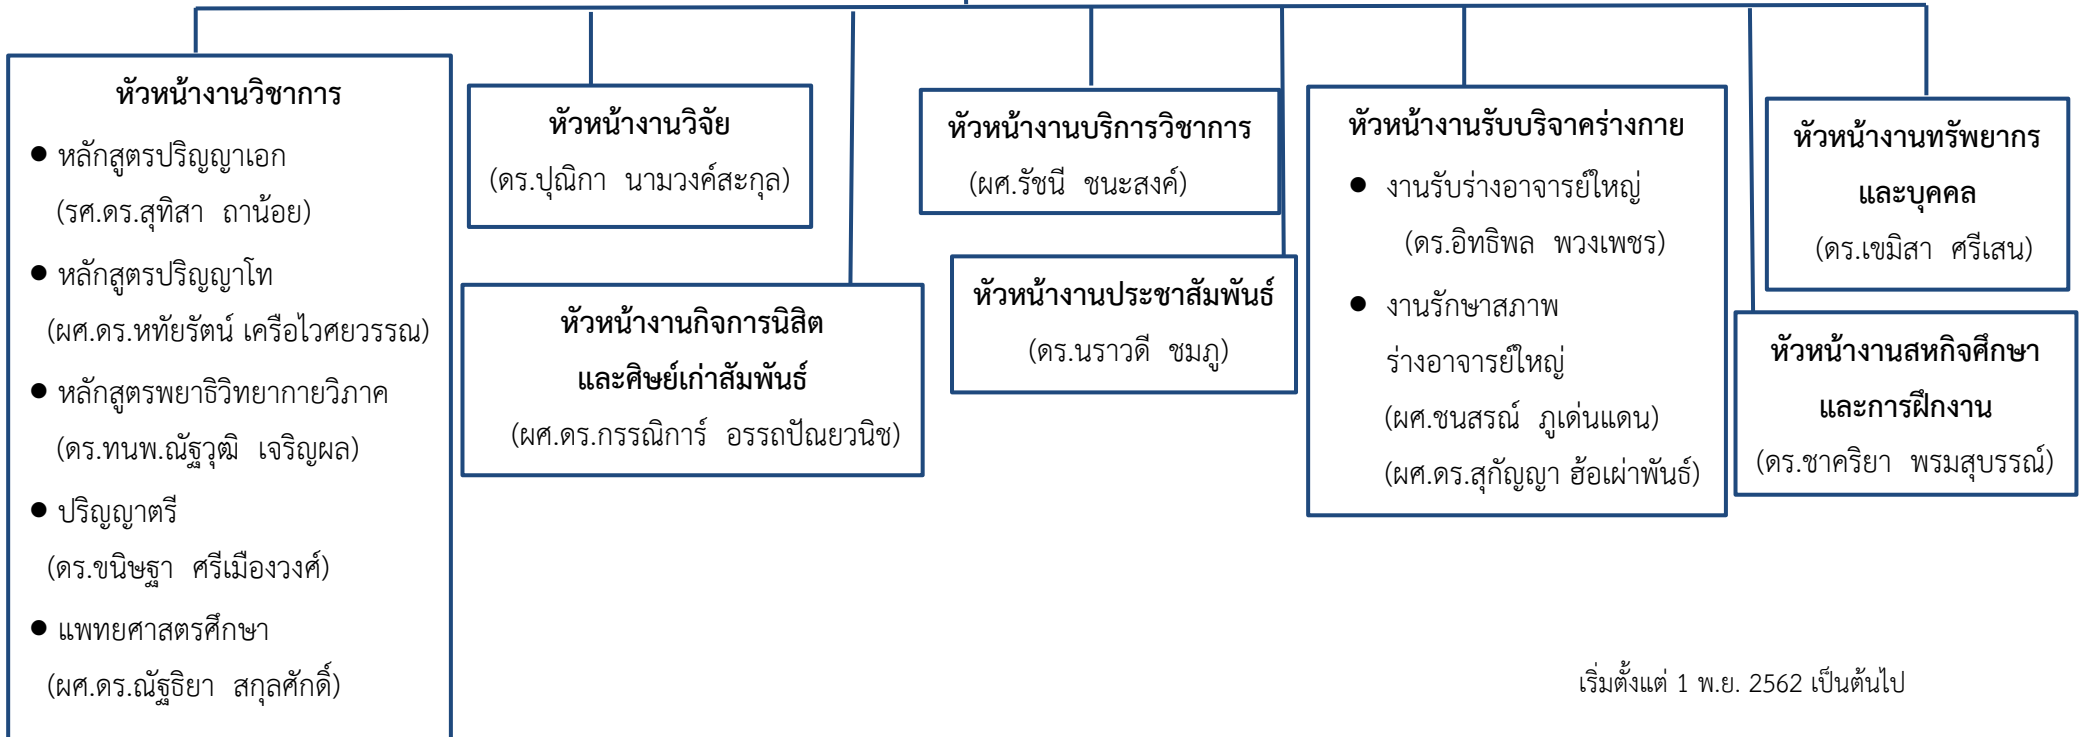 หัวหน้างานวิชาการ
● หลักสูตรปริญญาเอก
(รศ.ดร.สุทิสา ถาน้อย)
● หลักสูตรปริญญาโท
(ผศ.ดร.หทัยรัตน์ เครือไวศยวรรณ)
● หลักสูตรพยาธิวิทยากายวิภาค
(ดร.ทนพ.ณัฐวุฒิ เจริญผล)
● ปริญญาตรี
(ดร.ขนิษฐา ศรีเมืองวงศ์)
● แพทยศาสตรศึกษา
(ผศ.ดร.ณัฐธิยา สกุลศักดิ์)
หัวหน้างานวิจัย
(ดร.ปุณิกา นามวงค์สะกุล)
หัวหน้างานกิจการนิสิต
และศิษย์เก่าสัมพันธ์
(ผศ.ดร.กรรณิการ์ อรรถปัณยวนิช)
หัวหน้างานบริการวิชาการ
(ผศ.รัชนี ชนะสงค์)
หัวหน้างานประชาสัมพันธ์
(ดร.นราวดี ชมภู)
หัวหน้างานรับบริจาคร่างกาย
● งานรับร่างอาจารย์ใหญ่
(ดร.อิทธิพล พวงเพชร)
● งานรักษาสภาพ
ร่างอาจารย์ใหญ่
(ผศ.ชนสรณ์ ภูเด่นแดน)
(ผศ.ดร.สุกัญญา ฮ้อเผ่าพันธ์)
หัวหน้างานทรัพยากร
และบุคคล
(ดร.เขมิสา ศรีเสน)
หัวหน้างานสหกิจศึกษา
และการฝึกงาน
(ดร.ชาคริยา พรมสุบรรณ์)
เริ่มตั้งแต่ 1 พ.ย. 2562 เป็นต้นไป